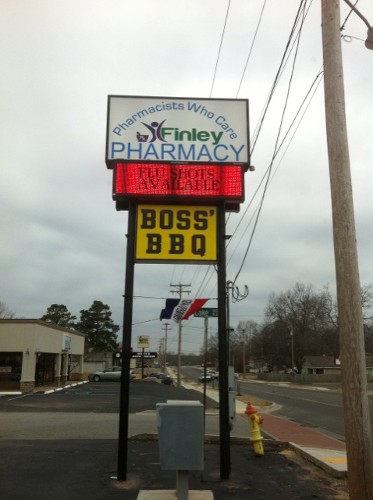 Pharmacists Who Care
Finley
PHARMACY
FLU SHOTS
AVAILABLE
BOSS'
BBQ